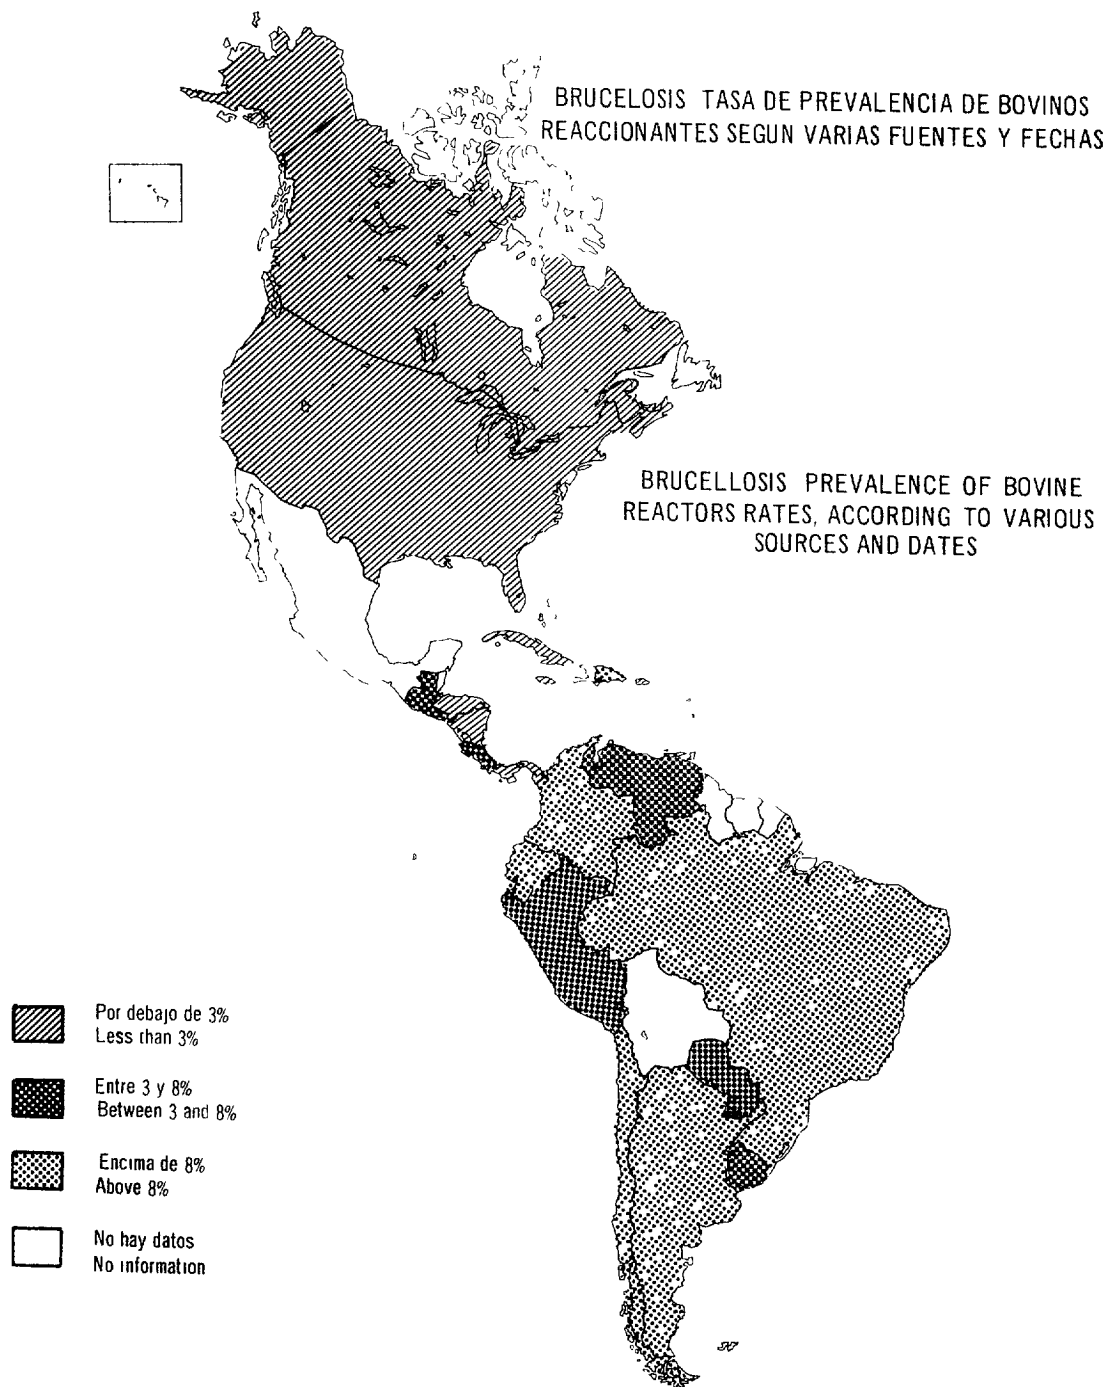 BRUCELOSIS TASA DE PREVALENCIA DE BOVINOS
REACCIONANTES SEGUN VARIAS FUENTES Y FECHAS
BRUCELLOSIS PREVALENCE OF BOVINE
REACTORS RATES, ACCORDING TO VARIOUS
SOURCES AND DATES
Por debajo de 3%
Less than 3%
Entre 3 y 8%
Between 3 and 8%
Encima de 8%
Above 8%
No hay datos
No information